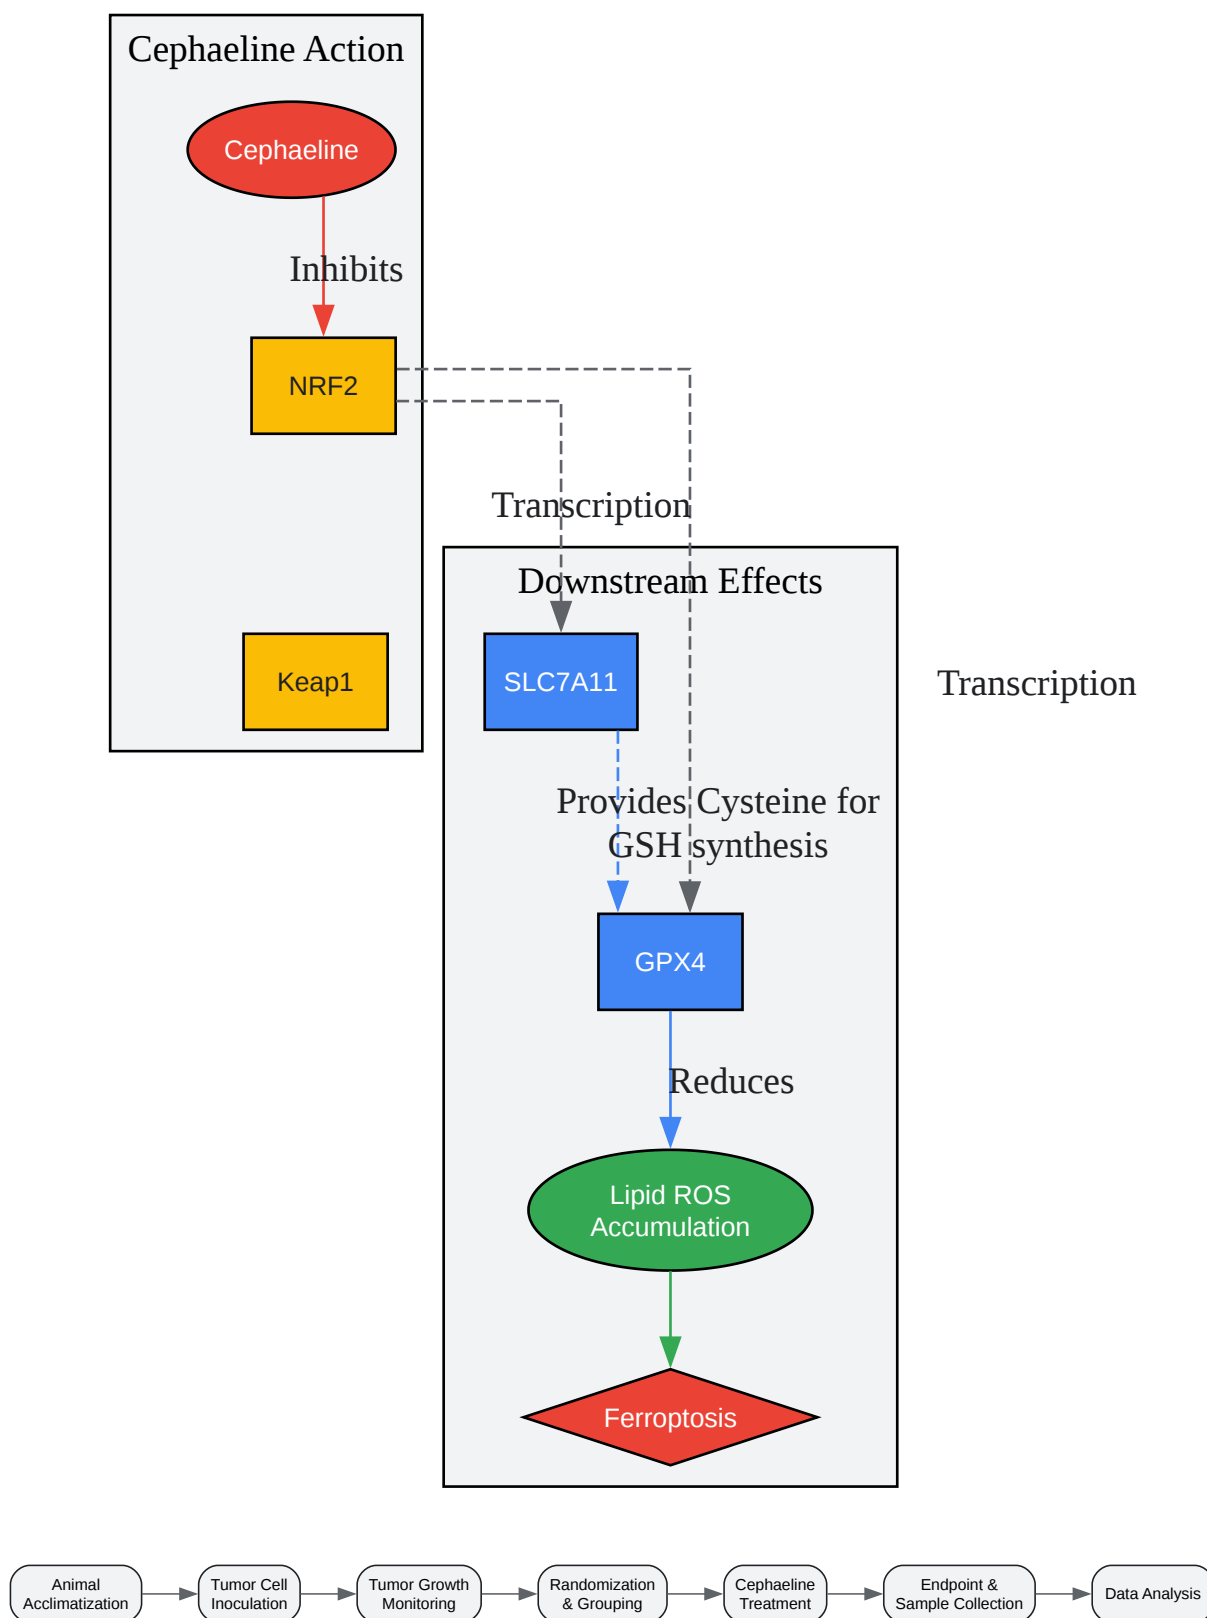 Cephaeline Action
Cephaeline
Inhibits
NRF2
Transcription
Downstream Effects
Keap1
SLC7A11
Transcription
Provides Cysteine for
GSH synthesis
GPX4
Reduces
Lipid ROS
Accumulation
Ferroptosis
Animal
Acclimatization
Tumor Cell
Inoculation
Tumor Growth
Monitoring
Randomization
& Grouping
Cephaeline
Treatment
Endpoint &
Sample Collection
Data Analysis